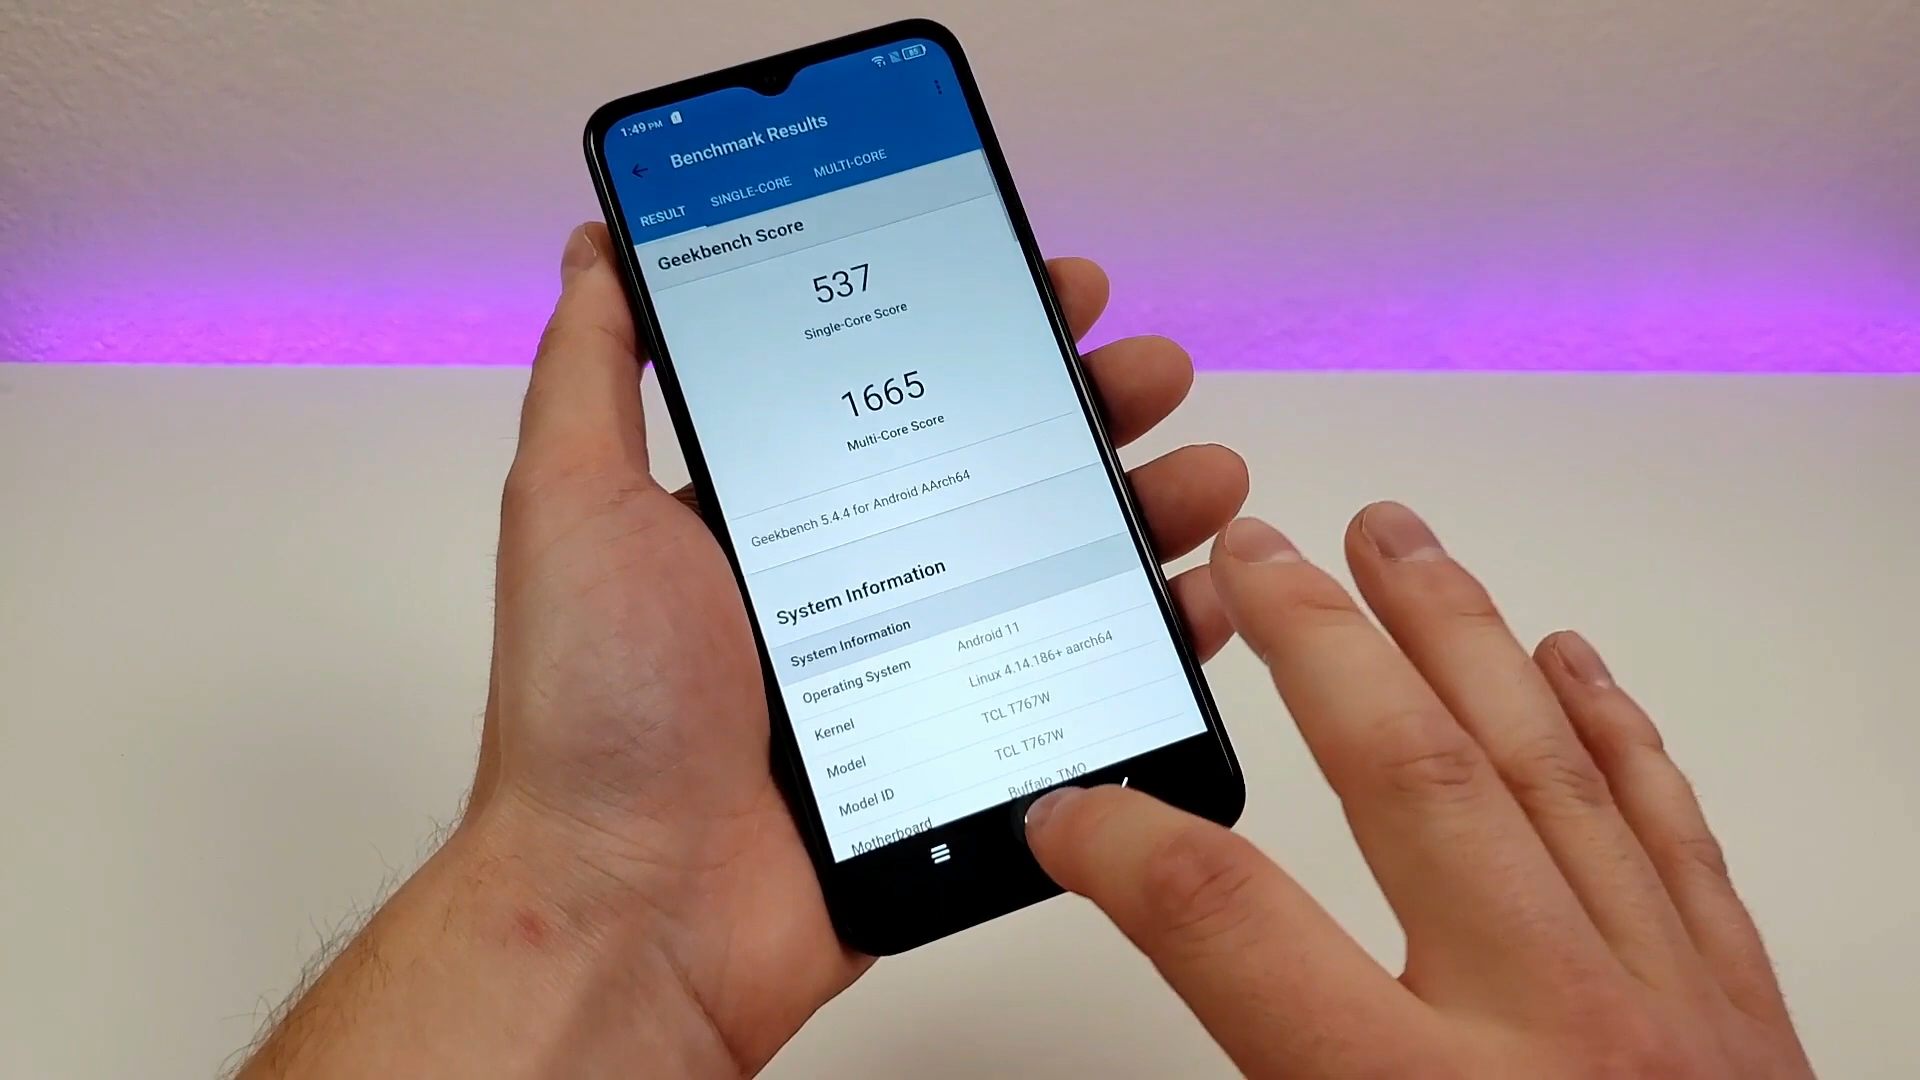 1:49 PM
85
Benchmark Results
RESULT SINGLE-CORE MULTI-CORE
Geekbench Score
537
Single-Core Score
1665
Multi-Core Score
Geekbench 5.4.4 for Android AArch64
System Information
System Information
Operating System Android 11
Kernel Linux 4.14.186+ aarch64
Model TCL T767W
Model ID TCL T767W
Motherboard Buffalo_TMO